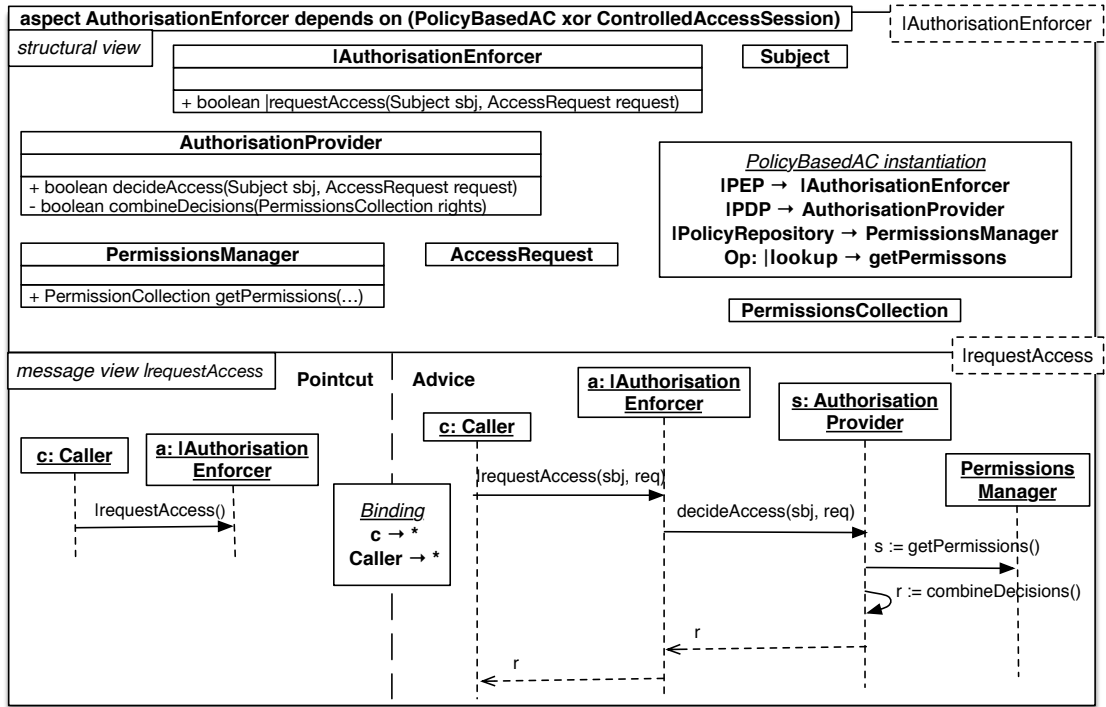 aspect AuthorisationEnforcer depends on (PolicyBasedAC xor ControlledAccessSession)
|AuthorisationEnforcer
structural view
|AuthorisationEnforcer
+ boolean |requestAccess(Subject sbj, AccessRequest request)
Subject
AuthorisationProvider
+ boolean decideAccess(Subject sbj, AccessRequest request)
- boolean combineDecisions(PermissionsCollection rights)
PolicyBasedAC instantiation
|PEP → |AuthorisationEnforcer
|PDP → AuthorisationProvider
|PolicyRepository → PermissionsManager
Op: |lookup → getPermissons
PermissionsManager
+ PermissionCollection getPermissions(…)
AccessRequest
PermissionsCollection
message view |requestAccess
|requestAccess
Pointcut
Advice
c: Caller
a: |Authorisation
Enforcer
|requestAccess()
Binding
c → *
Caller → *
c: Caller
a: |Authorisation
Enforcer
s: Authorisation
Provider
Permissions
Manager
|requestAccess(sbj, req)
decideAccess(sbj, req)
s := getPermissions()
r := combineDecisions()
r
r